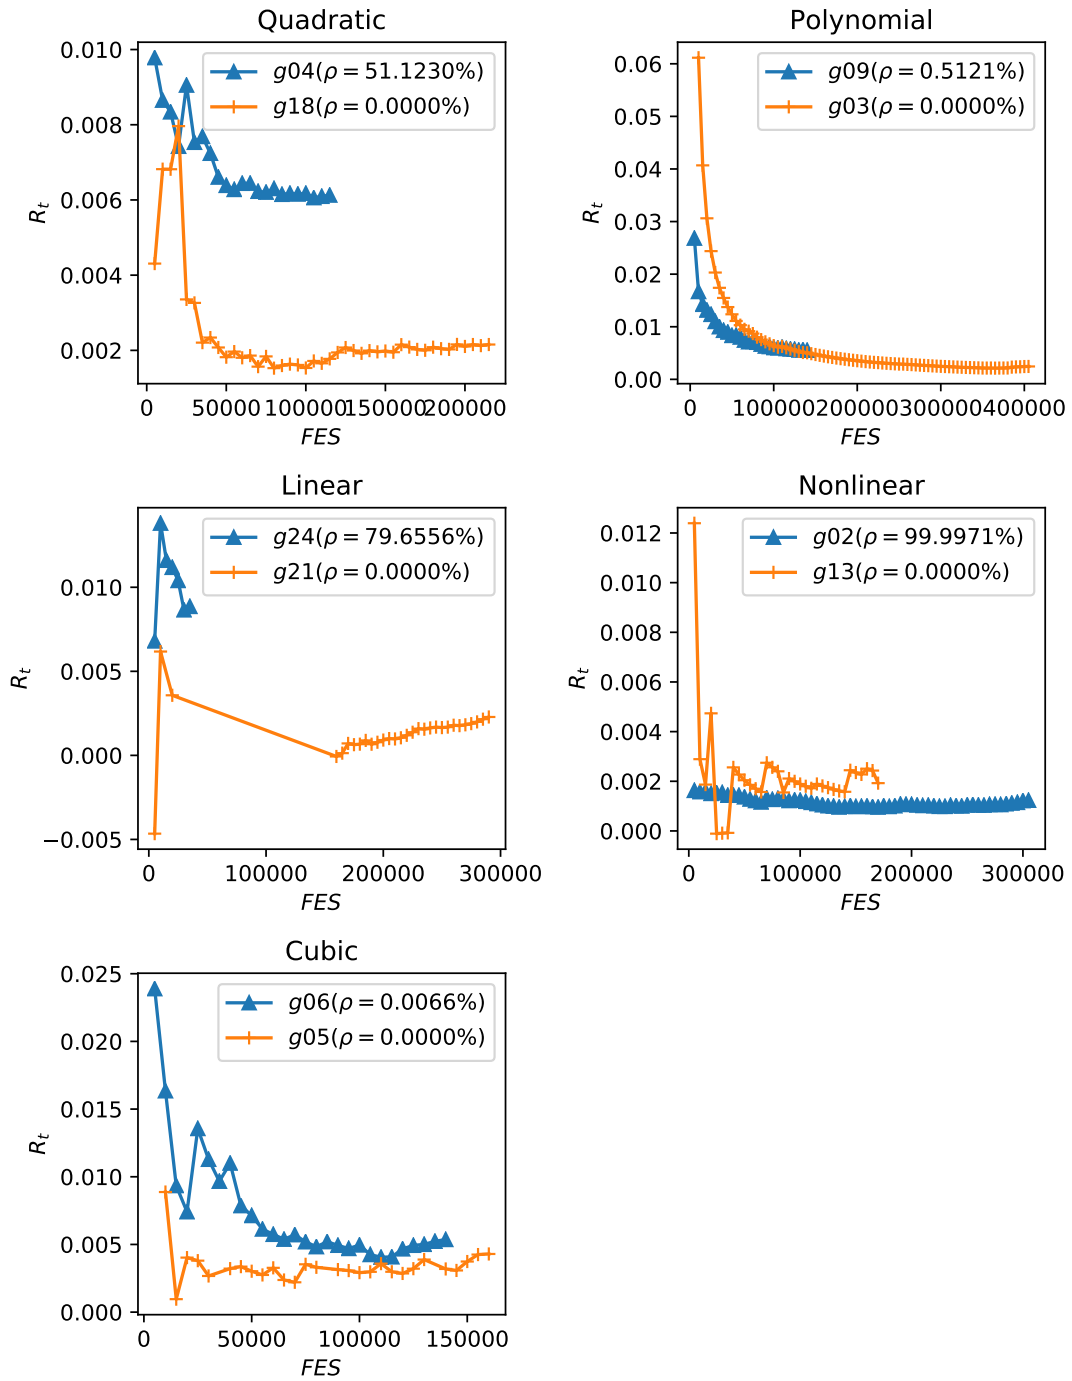 Quadratic
0.010
0.008
0.006
0.004
0.002
R_t
g04(ρ = 51.1230%)
g18(ρ = 0.0000%)
0 50000 100000 150000 200000
FES
Polynomial
0.06
0.05
0.04
0.03
0.02
0.01
0.00
R_t
g09(ρ = 0.5121%)
g03(ρ = 0.0000%)
0 100000 200000 300000 400000
FES
Linear
0.010
0.005
0.000
−0.005
R_t
g24(ρ = 79.6556%)
g21(ρ = 0.0000%)
0 100000 200000 300000
FES
Nonlinear
0.012
0.010
0.008
0.006
0.004
0.002
0.000
R_t
g02(ρ = 99.9971%)
g13(ρ = 0.0000%)
0 100000 200000 300000
FES
Cubic
0.025
0.020
0.015
0.010
0.005
0.000
R_t
g06(ρ = 0.0066%)
g05(ρ = 0.0000%)
0 50000 100000 150000
FES